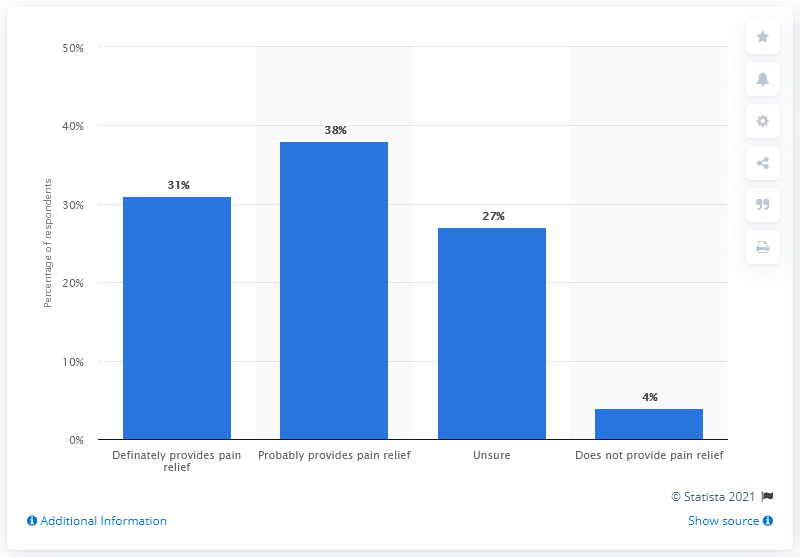 50%
40%
30%
20%
10%
0%
Percentage of respondents
31%
38%
27%
4%
Definately provides pain
relief
Probably provides pain relief
Unsure
Does not provide pain relief
© Statista 2021
Additional Information
Show source